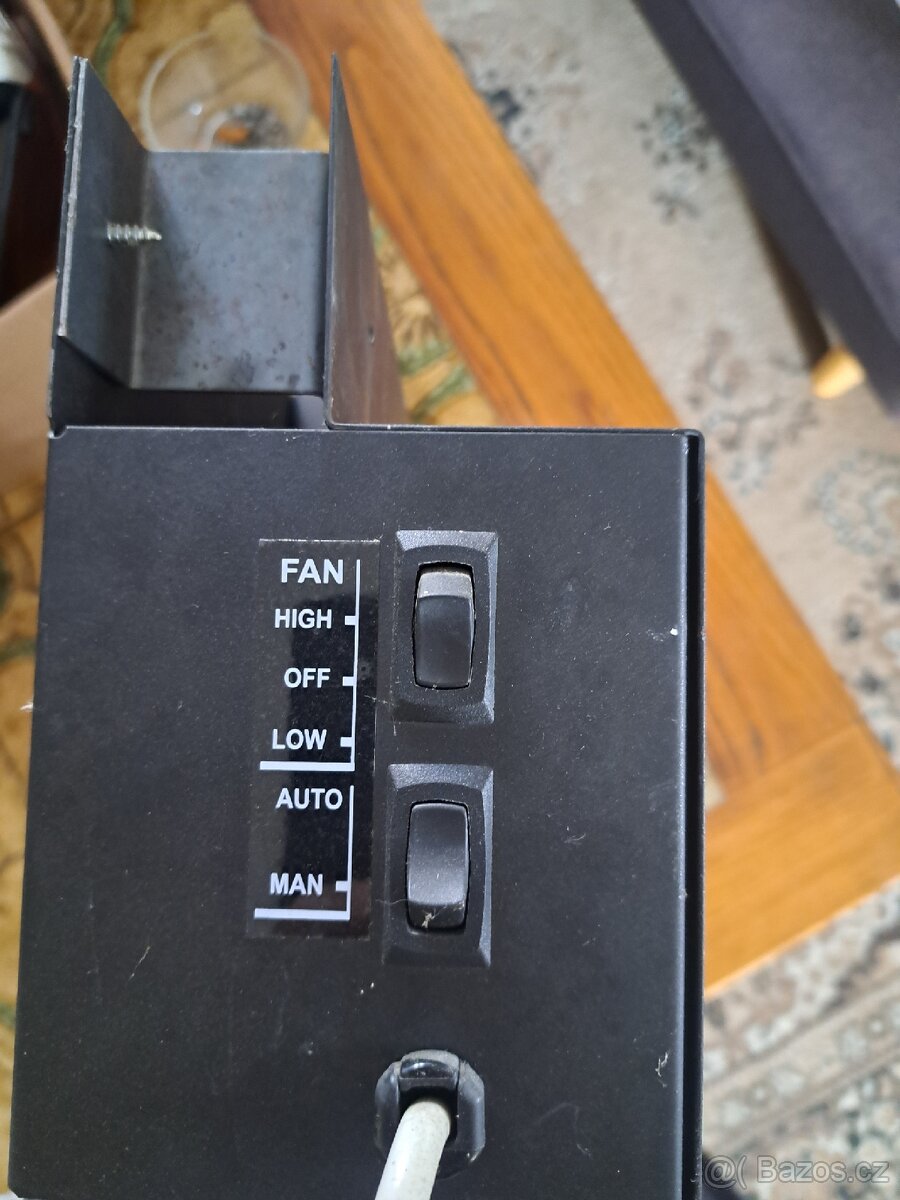 FAN
HIGH
OFF
LOW
AUTO
MAN
@( Bazos.cz